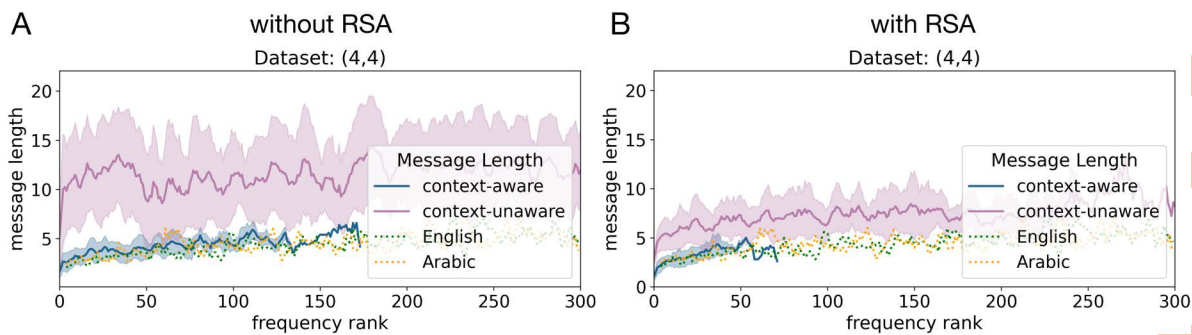 A
without RSA
Dataset: (4,4)
message length
20
15
10
5
0
50
100
150
200
250
300
frequency rank
Message Length
context-aware
context-unaware
English
Arabic
B
with RSA
Dataset: (4,4)
message length
20
15
10
5
0
0
50
100
150
200
250
300
frequency rank
Message Length
context-aware
context-unaware
English
Arabic